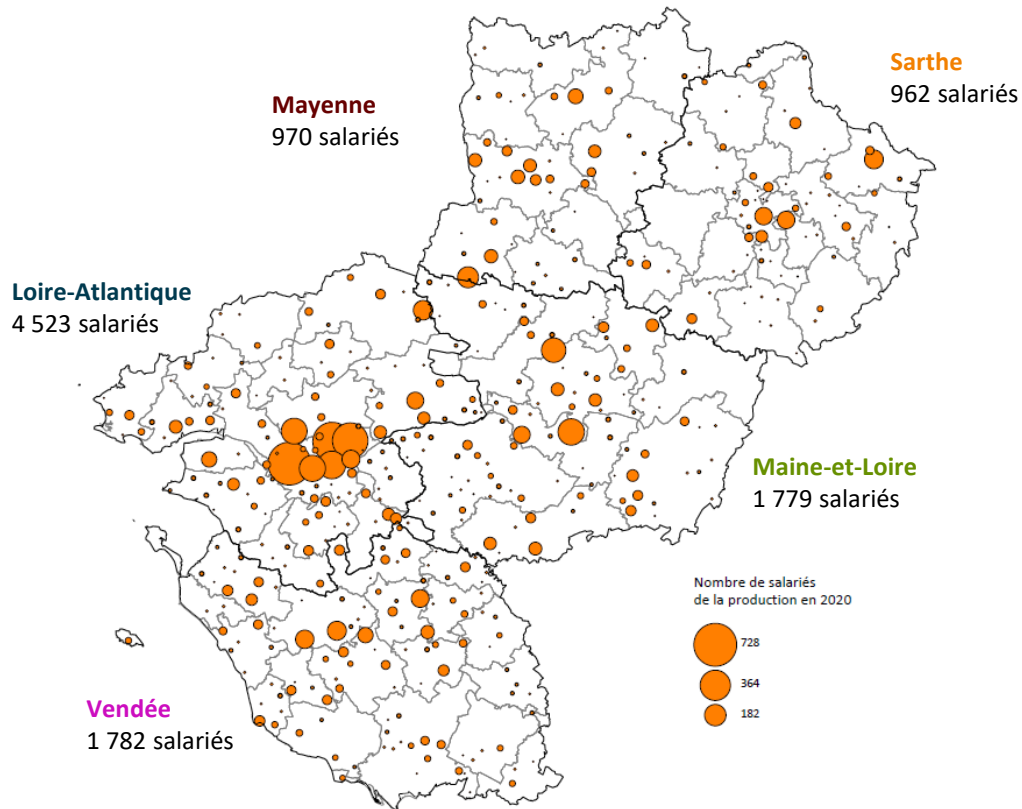 Sarthe
962 salariés
Mayenne
970 salariés
Loire-Atlantique
4 523 salariés
Maine-et-Loire
1 779 salariés
Nombre de salariés
de la production en 2020
728
364
182
Vendée
1 782 salariés